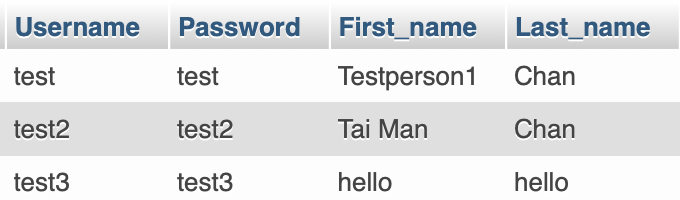 Username Password First_name Last_name
test test Testperson1 Chan
test2 test2 Tai Man Chan
test3 test3 hello hello